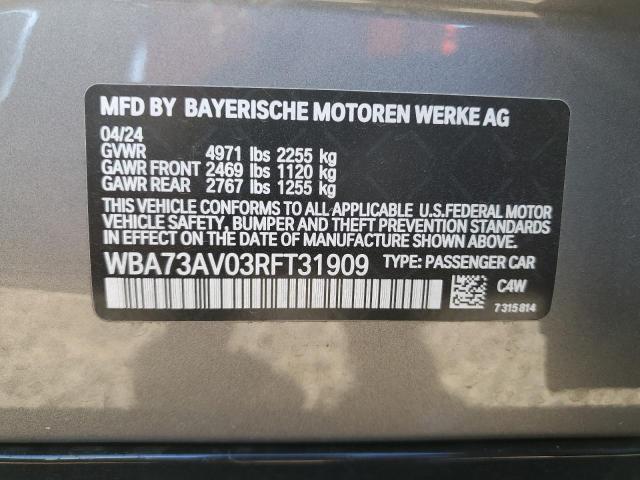 MFD BY BAYERISCHE MOTOREN WERKE AG
04/24
GVWR 4971 lbs 2255 kg
GAWR FRONT 2469 lbs 1120 kg
GAWR REAR 2767 lbs 1255 kg
THIS VEHICLE CONFORMS TO ALL APPLICABLE U.S.FEDERAL MOTOR
VEHICLE SAFETY, BUMPER AND THEFT PREVENTION STANDARDS
IN EFFECT ON THE DATE OF MANUFACTURE SHOWN ABOVE.
WBA73AV03RFT31909 TYPE: PASSENGER CAR
C4W
7315814